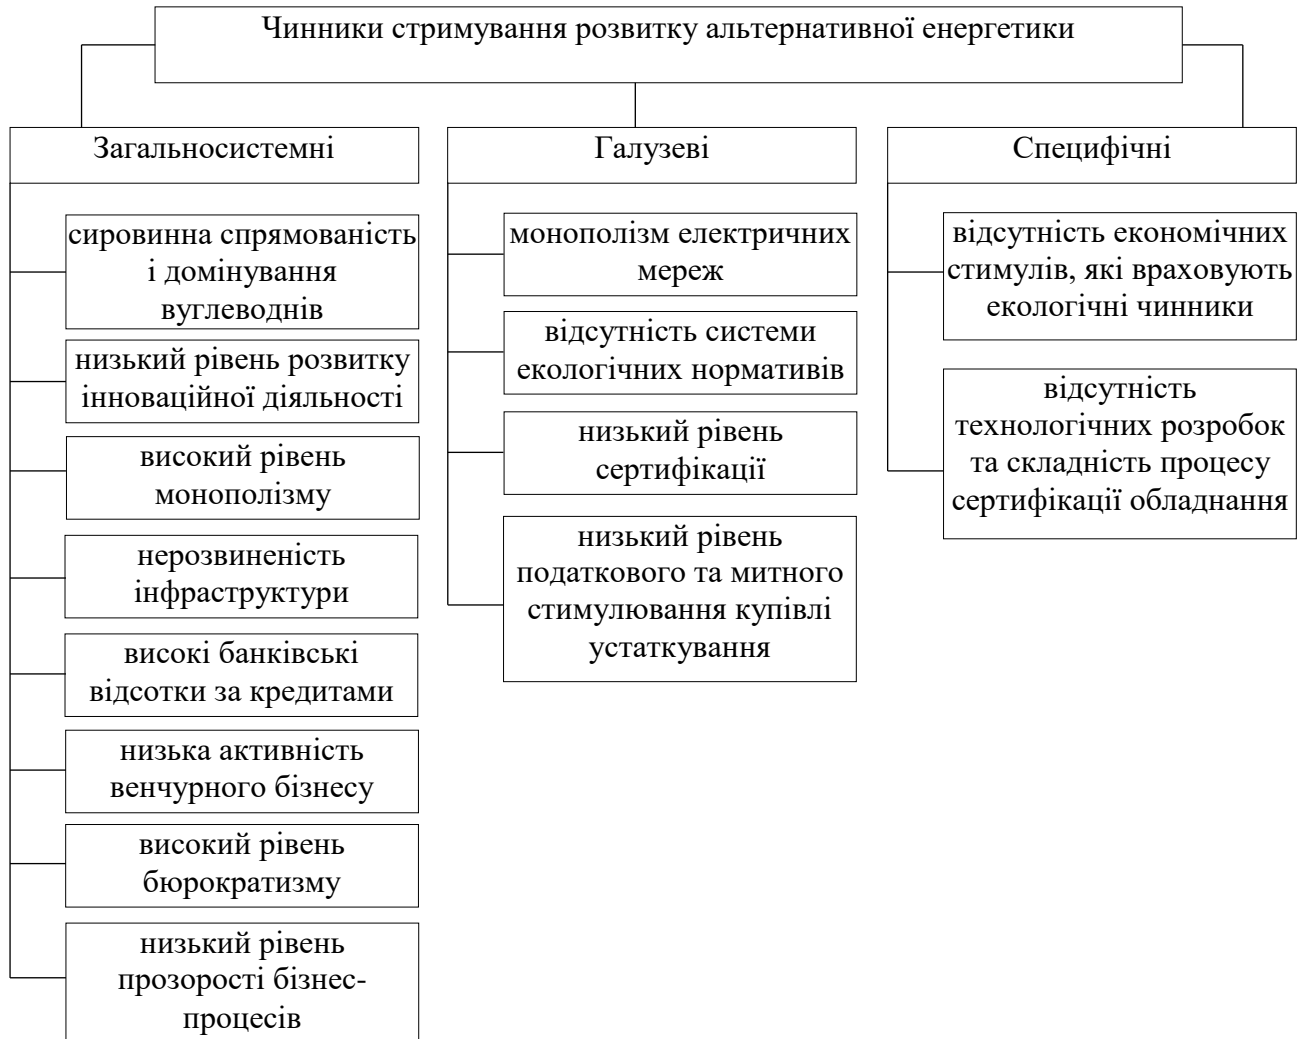 Чинники стримування розвитку альтернативної енергетики
Загальносистемні
сировинна спрямованість
і домінування
вуглеводнів
низький рівень розвитку
інноваційної діяльності
високий рівень
монополізму
нерозвиненість
інфраструктури
високі банківські
відсотки за кредитами
низька активність
венчурного бізнесу
високий рівень
бюрократизму
низький рівень
прозорості бізнес-
процесів
Галузеві
монополізм електричних
мереж
відсутність системи
екологічних нормативів
низький рівень
сертифікації
низький рівень
податкового та митного
стимулювання купівлі
устаткування
Специфічні
відсутність економічних
стимулів, які враховують
екологічні чинники
відсутність
технологічних розробок
та складність процесу
сертифікації обладнання